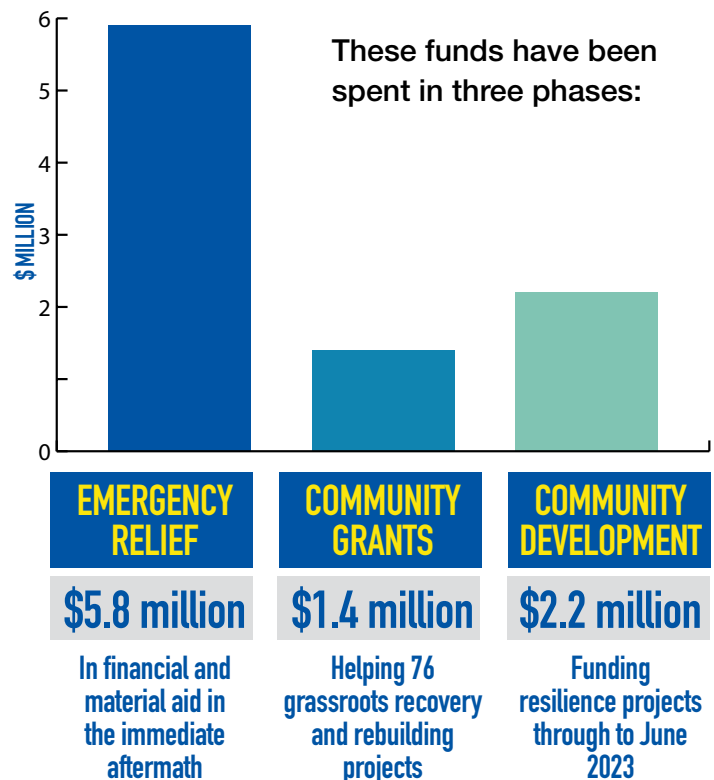 6
5
4
3
2
0
$ MILLION
These funds have been
spent in three phases:
EMERGENCY
RELIEF
$5.8 million
In financial and
material aid in
the immediate
aftermath
COMMUNITY
GRANTS
$1.4 million
Helping 76
grassroots recovery
and rebuilding
projects
COMMUNITY
DEVELOPMENT
$2.2 million
Funding
resilience projects
through to June
2023